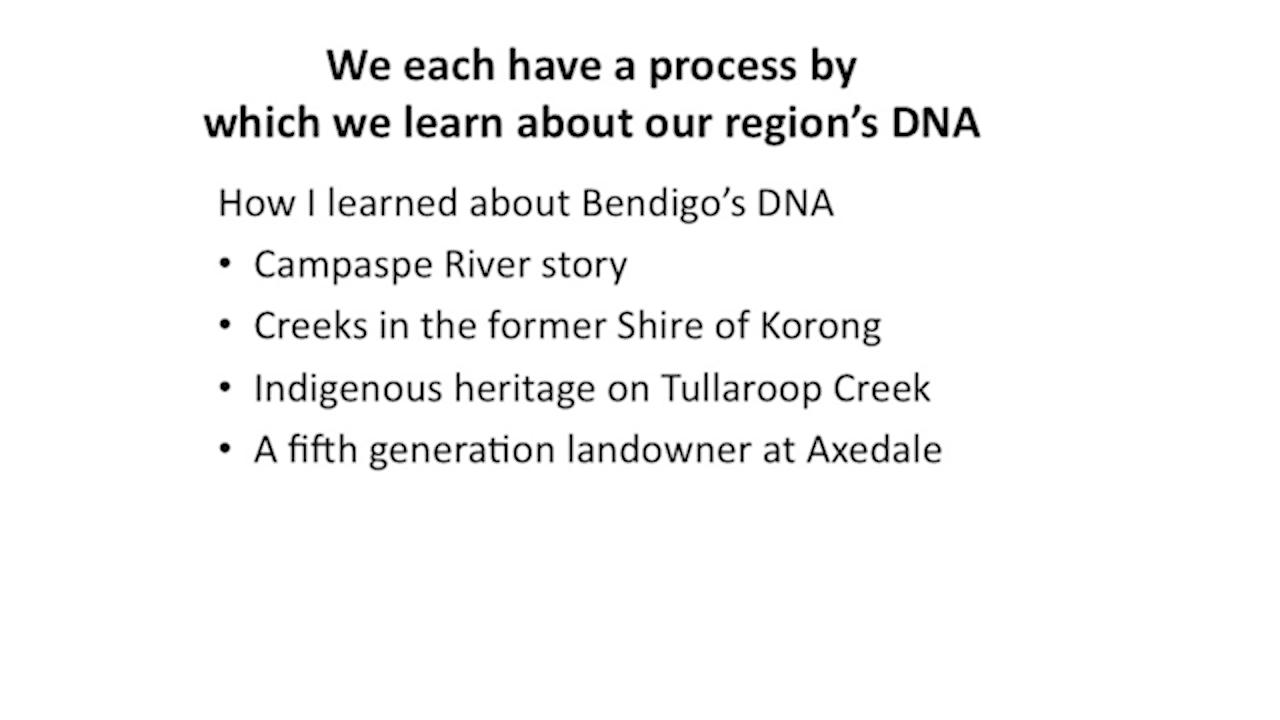 We each have a process by
which we learn about our region’s DNA
How I learned about Bendigo’s DNA
• Campaspe River story
• Creeks in the former Shire of Korong
• Indigenous heritage on Tullaroop Creek
• A fifth generation landowner at Axedale